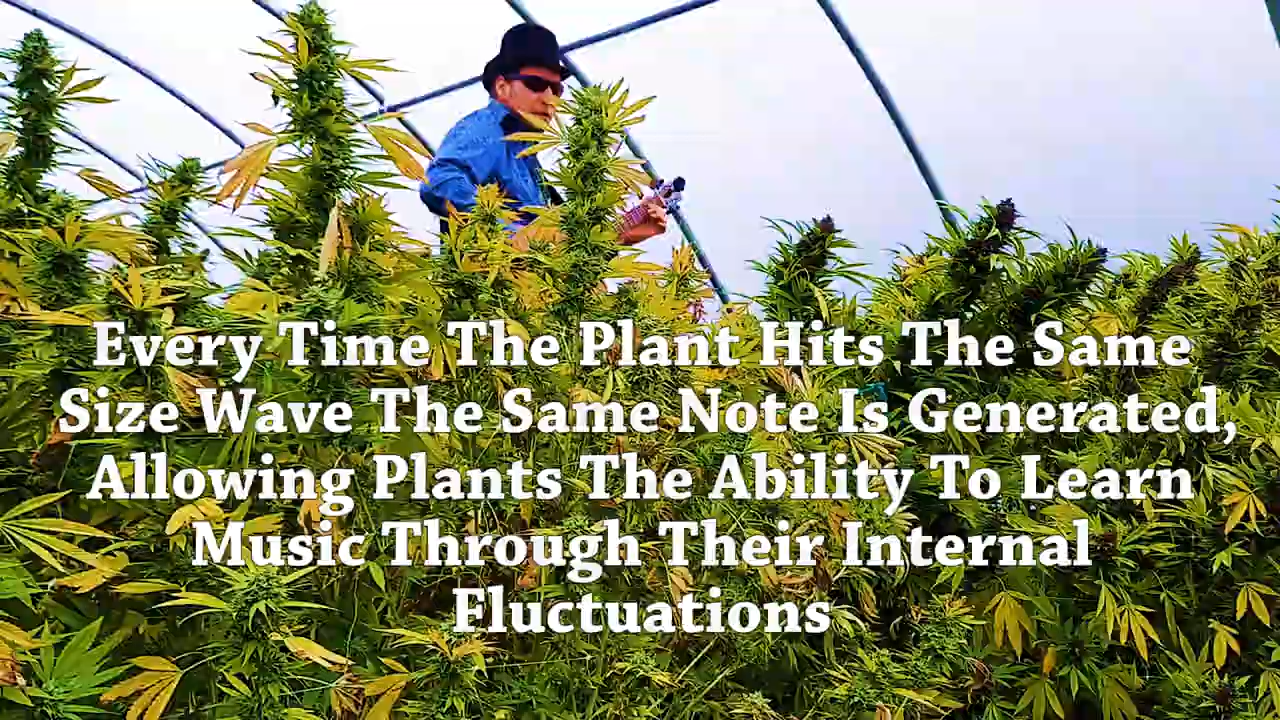 Every Time The Plant Hits The Same
Size Wave The Same Note Is Generated,
Allowing Plants The Ability To Learn
Music Through Their Internal
Fluctuations